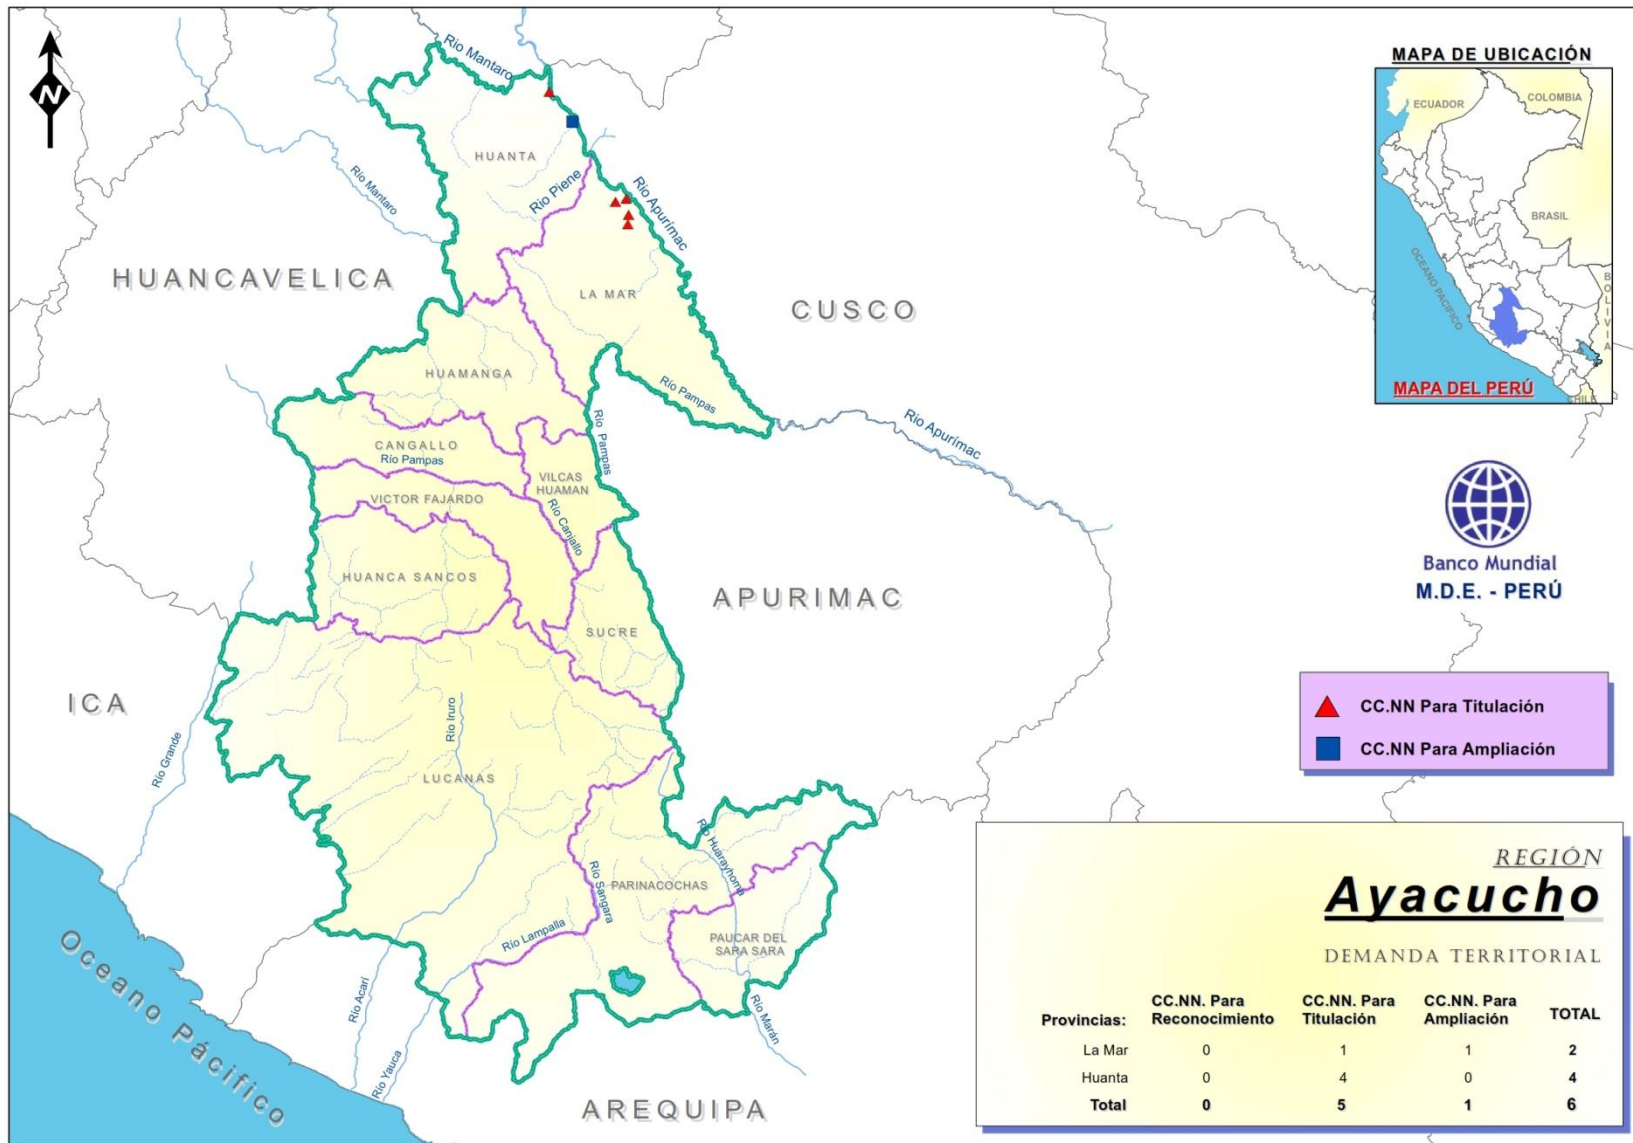 N
Río Mantaro
MAPA DE UBICACIÓN
ECUADOR
COLOMBIA
BRASIL
BOLIVIA
OCEANO PACIFICO
CHILE
MAPA DEL PERÚ
HUANTA
Río Mantaro
Río Piene
Río Apurímac
HUANCAVELICA
LA MAR
CUSCO
HUAMANGA
Río Pampas
Río Pampas
Río Apurímac
CANGALLO
Río Pampas
VILCAS
HUAMAN
VICTOR FAJARDO
Río Canjallo
HUANCA SANCOS
APURIMAC
SUCRE
Banco Mundial
M.D.E. - PERÚ
ICA
Río Grande
Río Iruro
LUCANAS
CC.NN Para Titulación
CC.NN Para Ampliación
Río Huarayhoma
Río Sangara
PARINACOCHAS
Río Lampalla
PAUCAR DEL
SARA SARA
Río Acarí
Río Yauca
Río Marán
Oceano Pácifico
AREQUIPA
REGIÓN
Ayacucho
DEMANDA TERRITORIAL
Provincias: CC.NN. Para Reconocimiento CC.NN. Para Titulación CC.NN. Para Ampliación TOTAL
La Mar 0 1 1 2
Huanta 0 4 0 4
Total 0 5 1 6